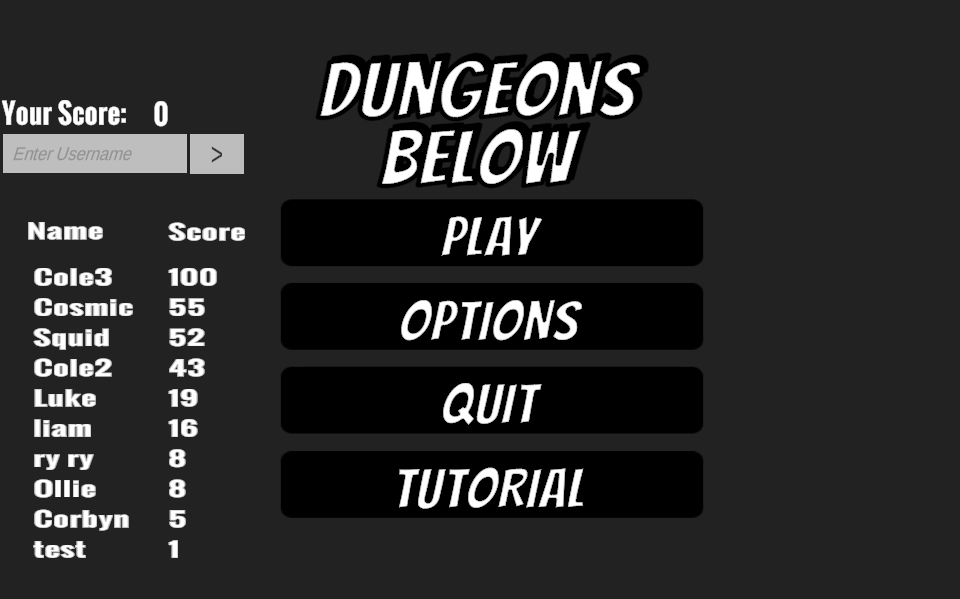 DUNGEONS
BELOW
Your Score: 0
Enter Username >
Name Score
Cole3 100
Cosmic 55
Squid 52
Cole2 43
Luke 19
liam 16
ry ry 8
Ollie 8
Corbyn 5
test 1
PLAY
OPTIONS
QUIT
TUTORIAL